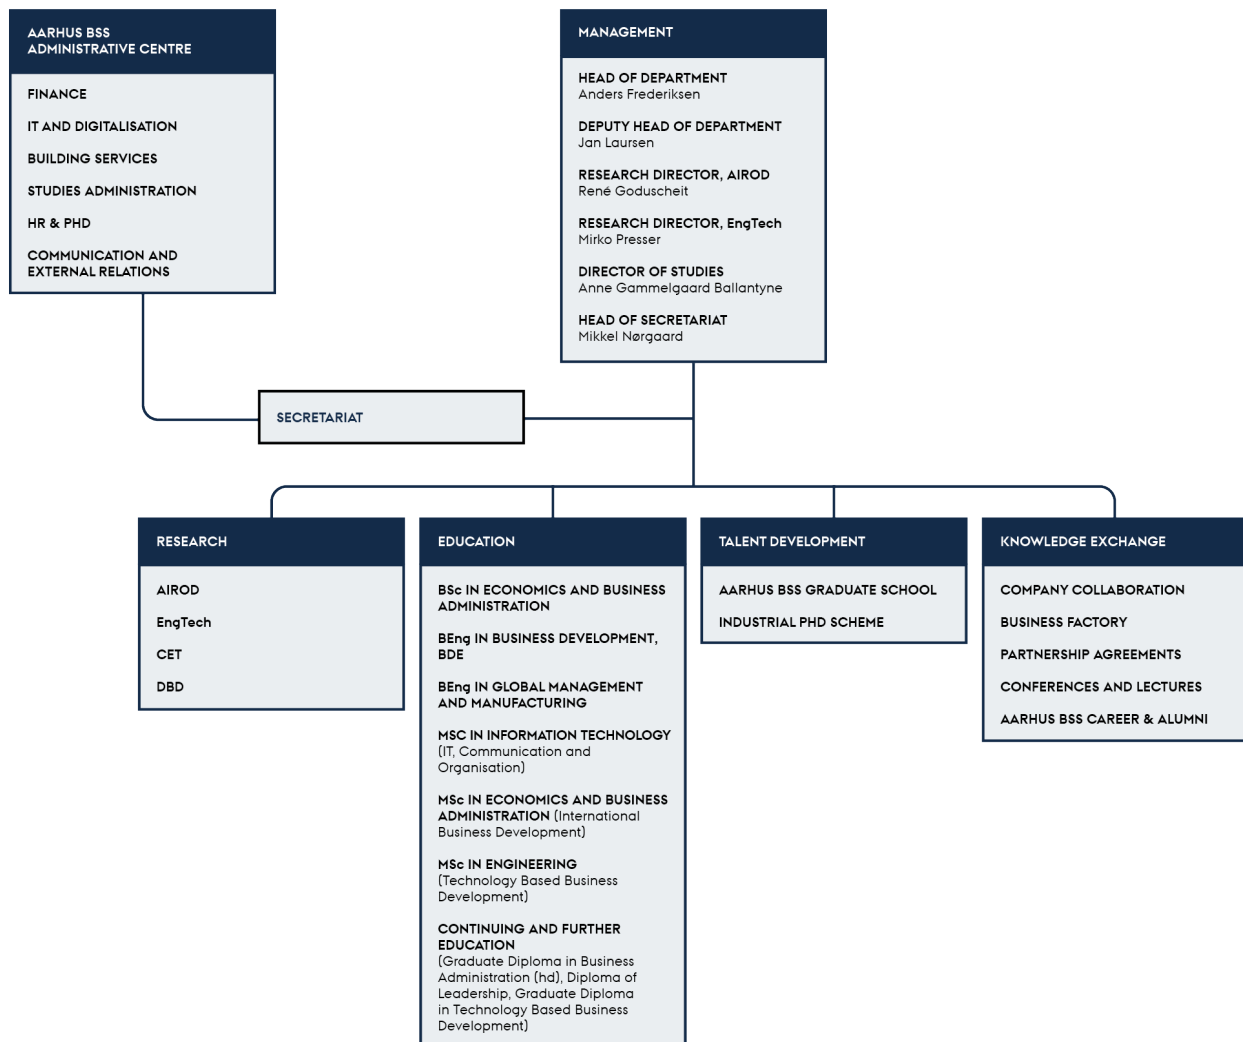 AARHUS BSS
ADMINISTRATIVE CENTRE
FINANCE
IT AND DIGITALISATION
BUILDING SERVICES
STUDIES ADMINISTRATION
HR & PHD
COMMUNICATION AND
EXTERNAL RELATIONS
MANAGEMENT
HEAD OF DEPARTMENT
Anders Frederiksen
DEPUTY HEAD OF DEPARTMENT
Jan Laursen
RESEARCH DIRECTOR, AIROD
René Goduscheit
RESEARCH DIRECTOR, EngTech
Mirko Presser
DIRECTOR OF STUDIES
Anne Gammelgaard Ballantyne
HEAD OF SECRETARIAT
Mikkel Nørgaard
SECRETARIAT
RESEARCH
AIROD
EngTech
CET
DBD
EDUCATION
BSc IN ECONOMICS AND BUSINESS
ADMINISTRATION
BEng IN BUSINESS DEVELOPMENT,
BDE
BEng IN GLOBAL MANAGEMENT
AND MANUFACTURING
MSC IN INFORMATION TECHNOLOGY
(IT, Communication and
Organisation)
MSc IN ECONOMICS AND BUSINESS
ADMINISTRATION (International
Business Development)
MSc IN ENGINEERING
(Technology Based Business
Development)
CONTINUING AND FURTHER
EDUCATION
(Graduate Diploma in Business
Administration (hd), Diploma of
Leadership, Graduate Diploma
in Technology Based Business
Development)
TALENT DEVELOPMENT
AARHUS BSS GRADUATE SCHOOL
INDUSTRIAL PHD SCHEME
KNOWLEDGE EXCHANGE
COMPANY COLLABORATION
BUSINESS FACTORY
PARTNERSHIP AGREEMENTS
CONFERENCES AND LECTURES
AARHUS BSS CAREER & ALUMNI